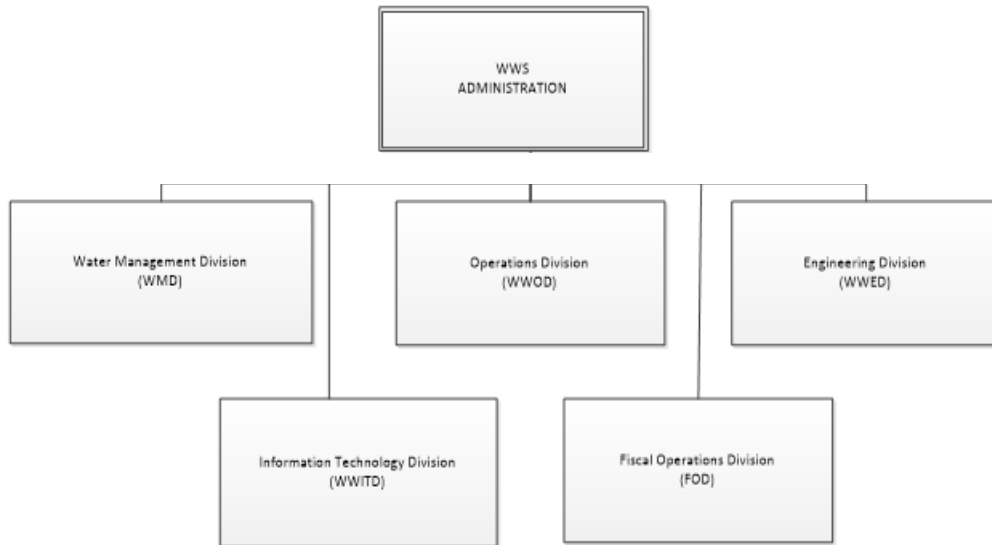 WWS
ADMINISTRATION
Water Management Division
(WMD)
Operations Division
(WWOD)
Engineering Division
(WWED)
Information Technology Division
(WWITD)
Fiscal Operations Division
(FOD)